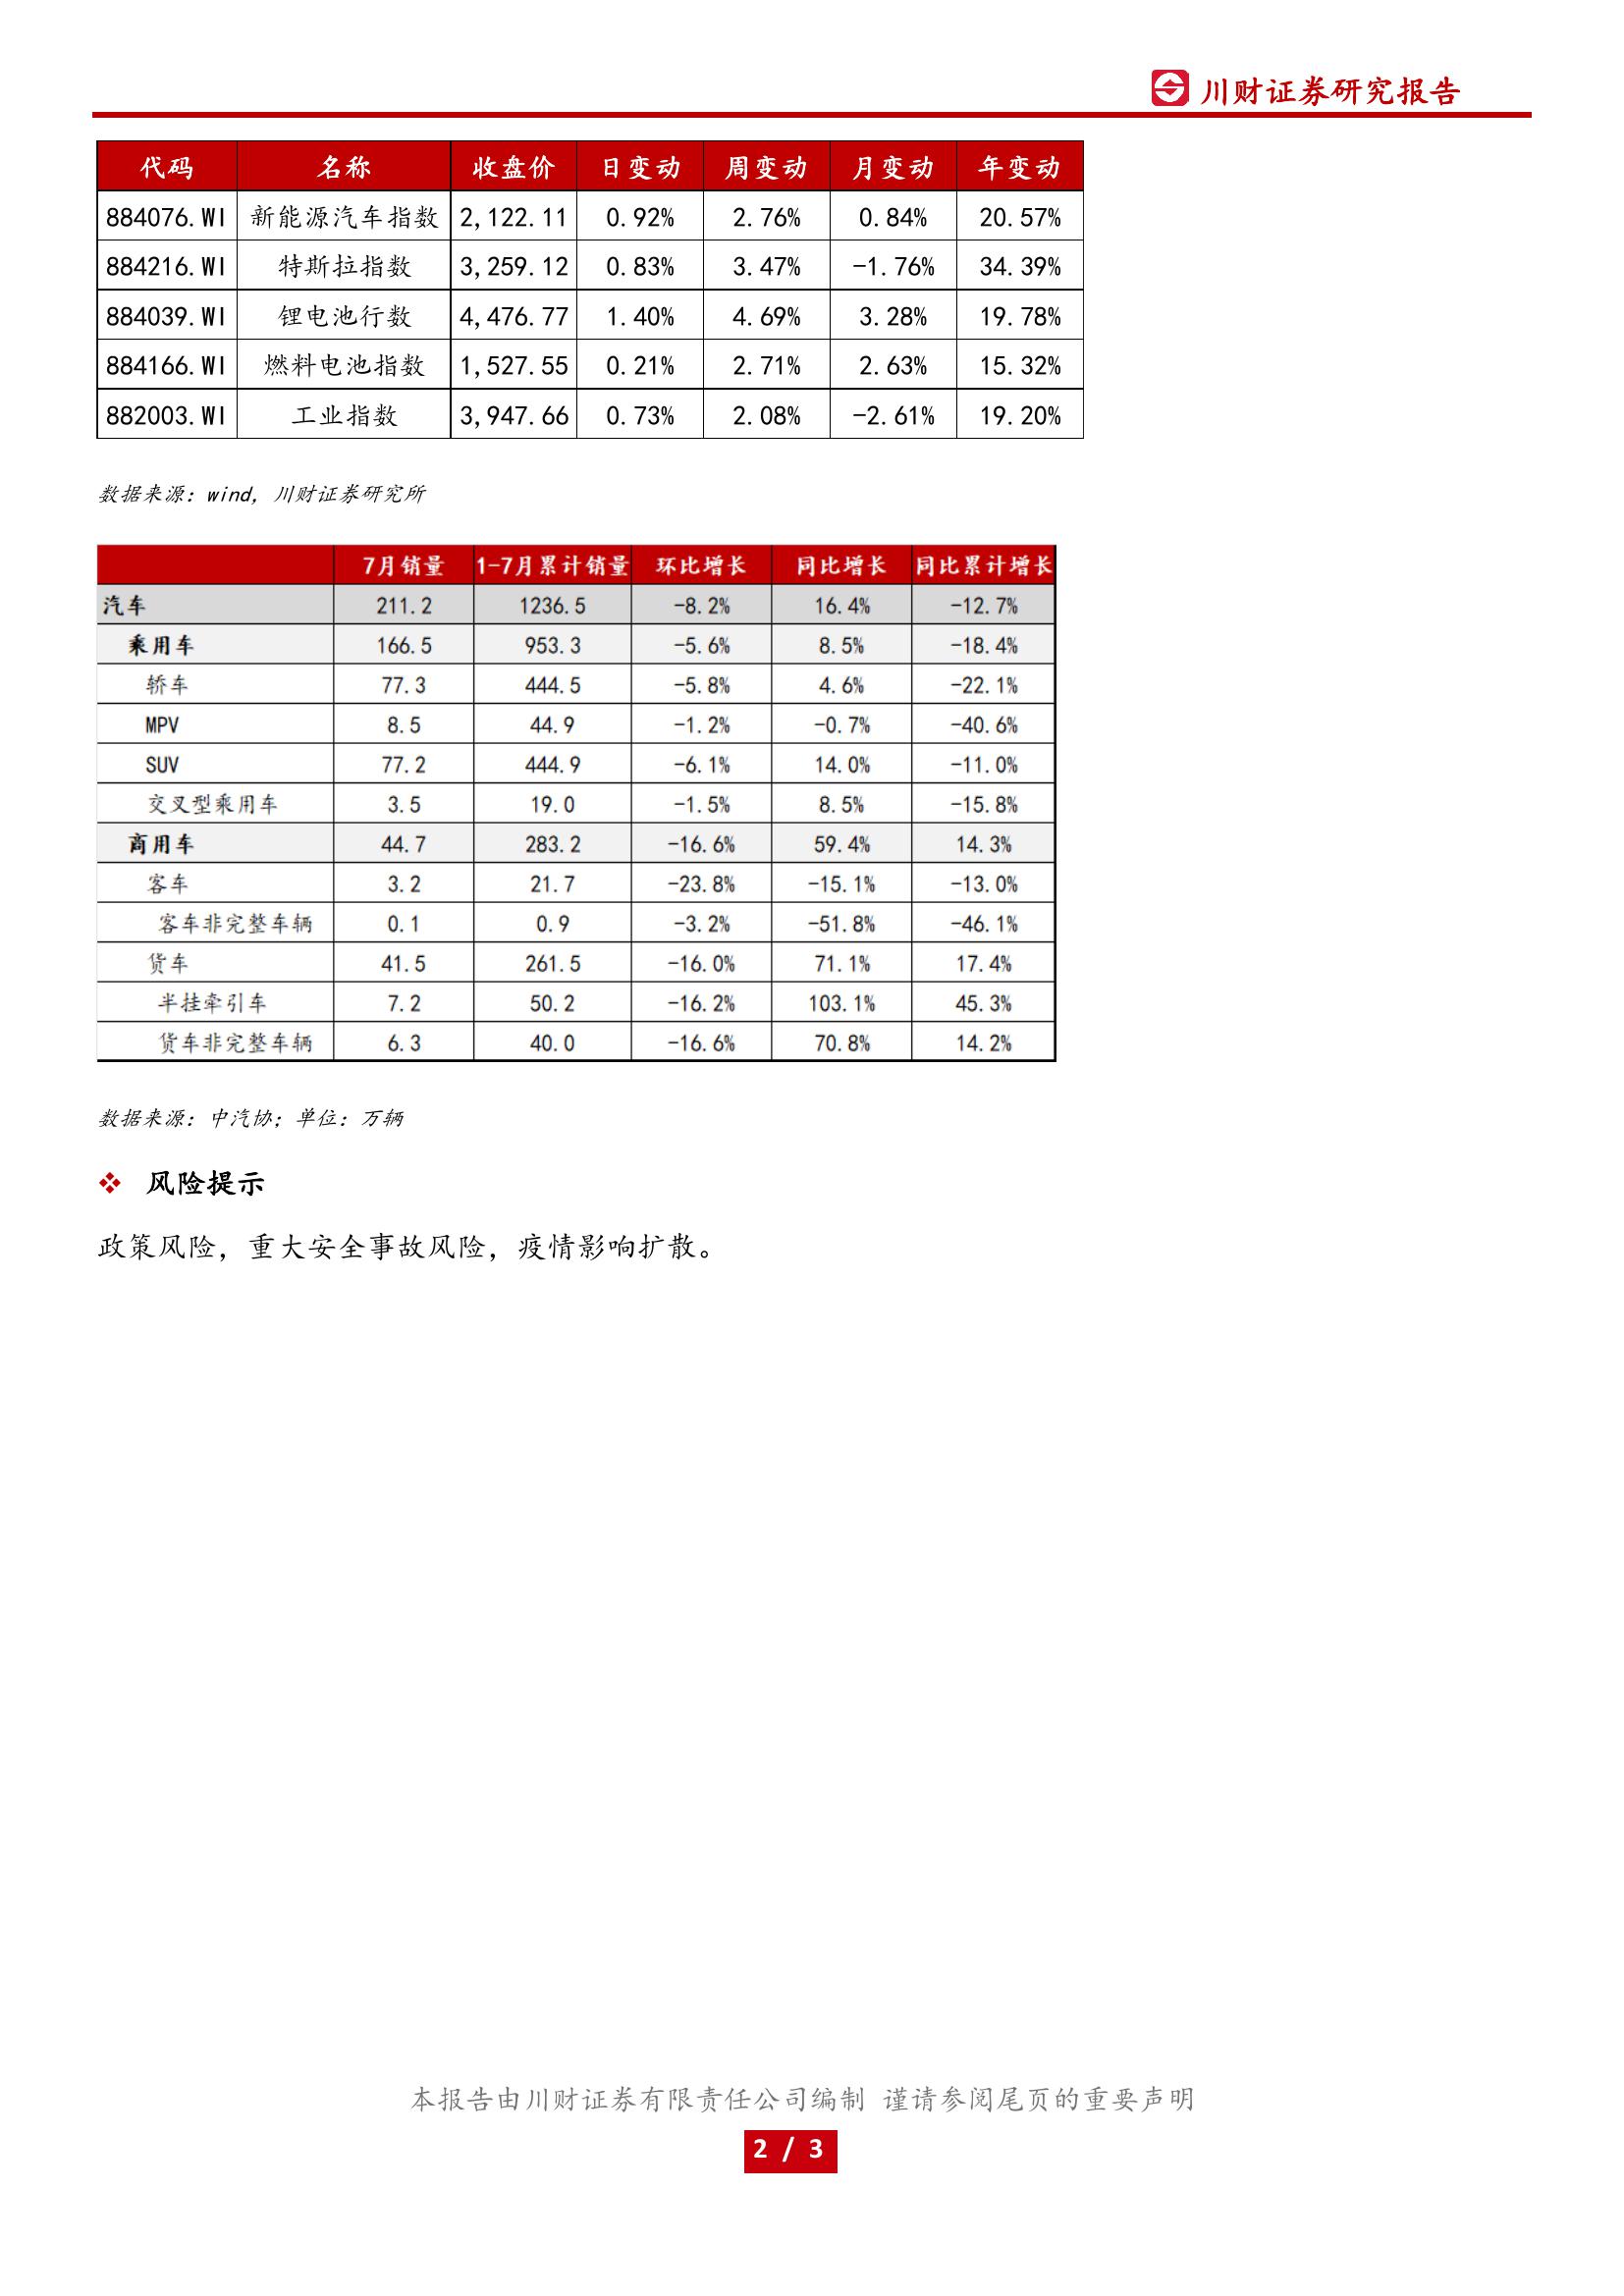 川财证券研究报告
代码 名称 收盘价 日变动 周变动 月变动 年变动
884076.WI 新能源汽车指数 2,122.11 0.92% 2.76% 0.84% 20.57%
884216.WI 特斯拉指数 3,259.12 0.83% 3.47% -1.76% 34.39%
884039.WI 锂电池行数 4,476.77 1.40% 4.69% 3.28% 19.78%
884166.WI 燃料电池指数 1,527.55 0.21% 2.71% 2.63% 15.32%
882003.WI 工业指数 3,947.66 0.73% 2.08% -2.61% 19.20%
数据来源：wind，川财证券研究所
7月销量 1-7月累计销量 环比增长 同比增长 同比累计增长
汽车 211.2 1236.5 -8.2% 16.4% -12.7%
乘用车 166.5 953.3 -5.6% 8.5% -18.4%
轿车 77.3 444.5 -5.8% 4.6% -22.1%
MPV 8.5 44.9 -1.2% -0.7% -40.6%
SUV 77.2 444.9 -6.1% 14.0% -11.0%
交叉型乘用车 3.5 19.0 -1.5% 8.5% -15.8%
商用车 44.7 283.2 -16.6% 59.4% 14.3%
客车 3.2 21.7 -23.8% -15.1% -13.0%
客车非完整车辆 0.1 0.9 -3.2% -51.8% -46.1%
货车 41.5 261.5 -16.0% 71.1% 17.4%
半挂牵引车 7.2 50.2 -16.2% 103.1% 45.3%
货车非完整车辆 6.3 40.0 -16.6% 70.8% 14.2%
数据来源：中汽协；单位：万辆
❖ 风险提示
政策风险，重大安全事故风险，疫情影响扩散。
本报告由川财证券有限责任公司编制 谨请参阅尾页的重要声明
2 / 3